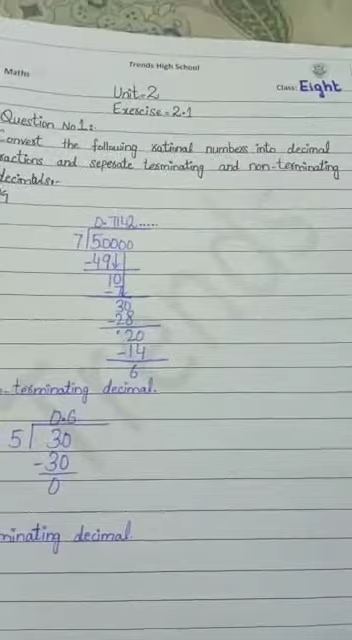 Trends High School
Maths
Class: Eight
Unit-2
Exercise-2.1
Question No 1:
Convert the following rational numbers into decimal
ractions and seperate terminating and non-terminating
decimals:-
0.7142.....
7 50000
-49
10
-7
30
-28
20
-14
6
-terminating decimal.
0.6
5 30
-30
0
minating decimal.
Trends